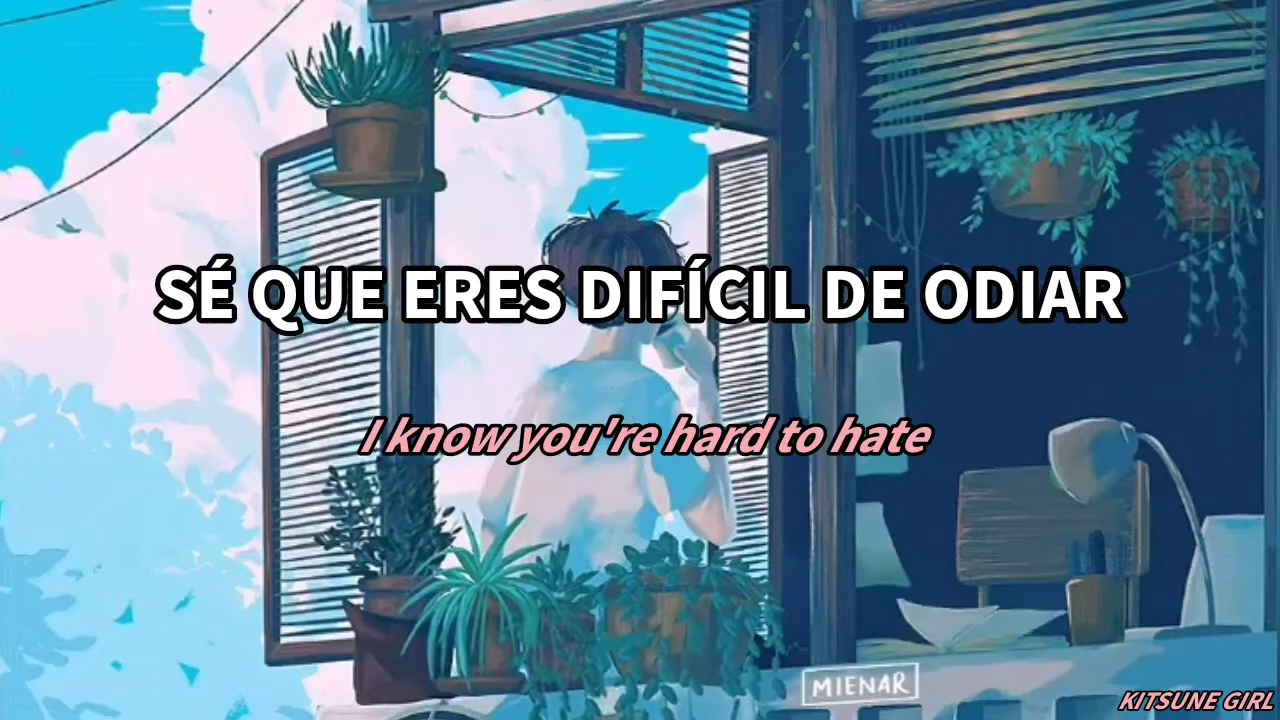 SÉ QUE ERES DIFÍCIL DE ODIAR
I know you're hard to hate
MIENAR
KITSUNE GIRL